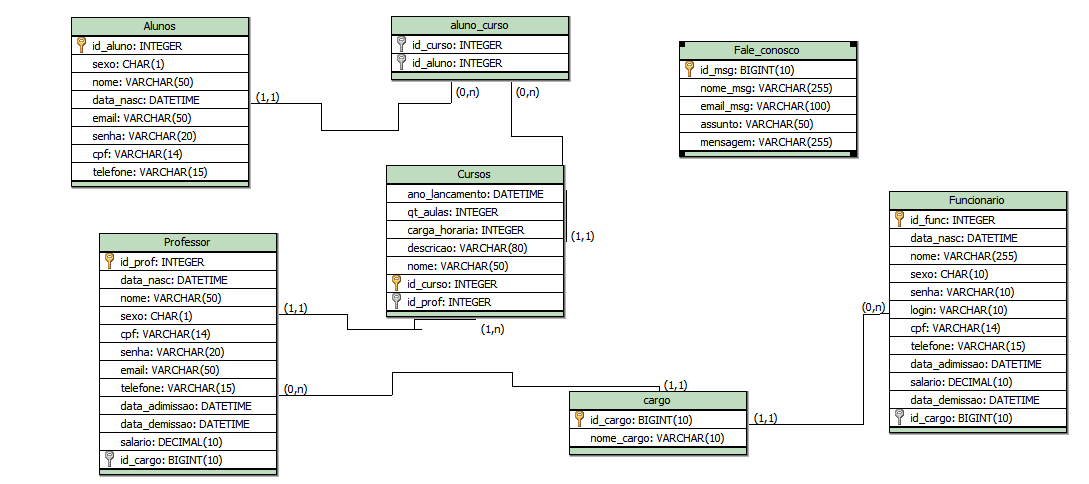 Alunos
id_aluno: INTEGER
sexo: CHAR(1)
nome: VARCHAR(50)
data_nasc: DATETIME
email: VARCHAR(50)
senha: VARCHAR(20)
cpf: VARCHAR(14)
telefone: VARCHAR(15)
(1,1)
aluno_curso
id_curso: INTEGER
id_aluno: INTEGER
(0,n)
(0,n)
Fale_conosco
id_msg: BIGINT(10)
nome_msg: VARCHAR(255)
email_msg: VARCHAR(100)
assunto: VARCHAR(50)
mensagem: VARCHAR(255)
Cursos
ano_lancamento: DATETIME
qt_aulas: INTEGER
carga_horaria: INTEGER
descricao: VARCHAR(80)
nome: VARCHAR(50)
id_curso: INTEGER
id_prof: INTEGER
(1,1)
(1,n)
Professor
id_prof: INTEGER
data_nasc: DATETIME
nome: VARCHAR(50)
sexo: CHAR(1)
cpf: VARCHAR(14)
senha: VARCHAR(20)
email: VARCHAR(50)
telefone: VARCHAR(15)
data_adimissao: DATETIME
data_demissao: DATETIME
salario: DECIMAL(10)
id_cargo: BIGINT(10)
(1,1)
(0,n)
cargo
id_cargo: BIGINT(10)
nome_cargo: VARCHAR(10)
(1,1)
(1,1)
Funcionario
id_func: INTEGER
data_nasc: DATETIME
nome: VARCHAR(255)
sexo: CHAR(10)
senha: VARCHAR(10)
login: VARCHAR(10)
cpf: VARCHAR(14)
telefone: VARCHAR(15)
data_adimissao: DATETIME
salario: DECIMAL(10)
data_demissao: DATETIME
id_cargo: BIGINT(10)
(0,n)